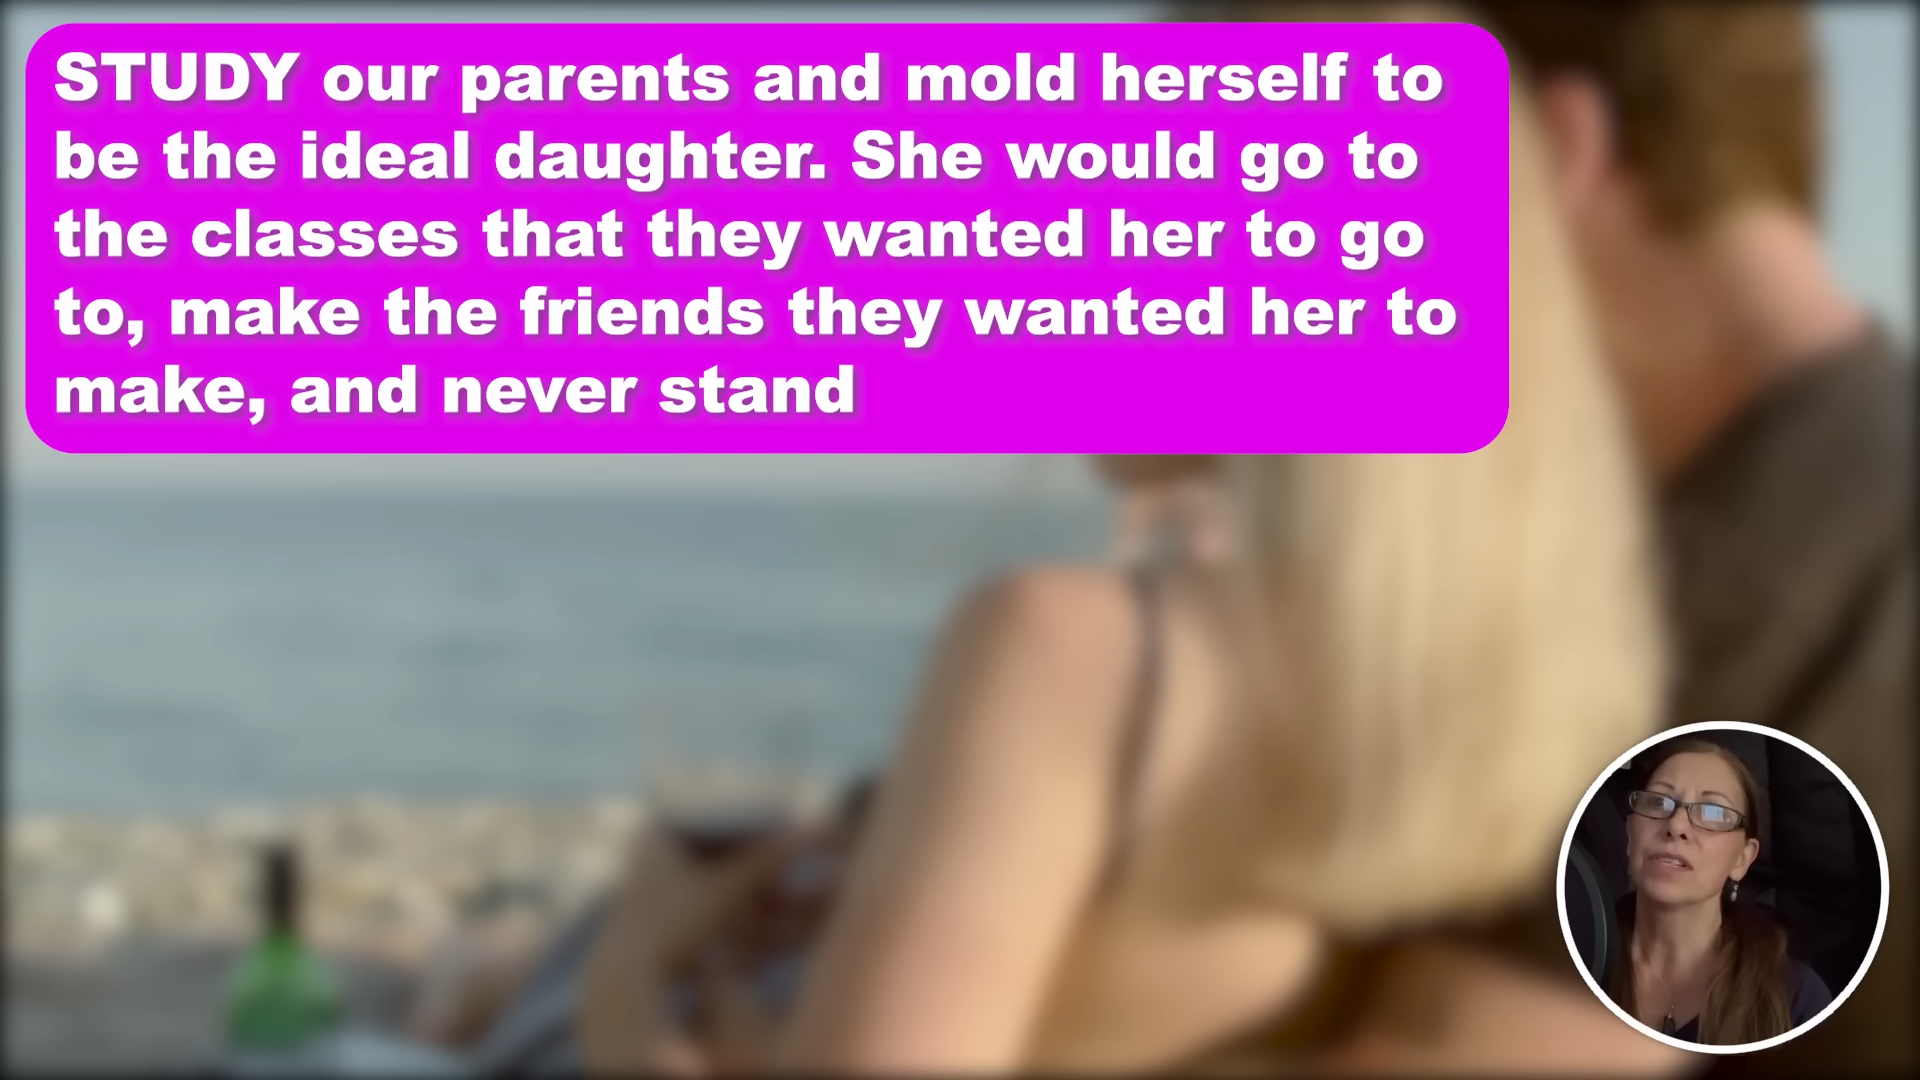 STUDY our parents and mold herself to
be the ideal daughter. She would go to
the classes that they wanted her to go
to, make the friends they wanted her to
make, and never stand